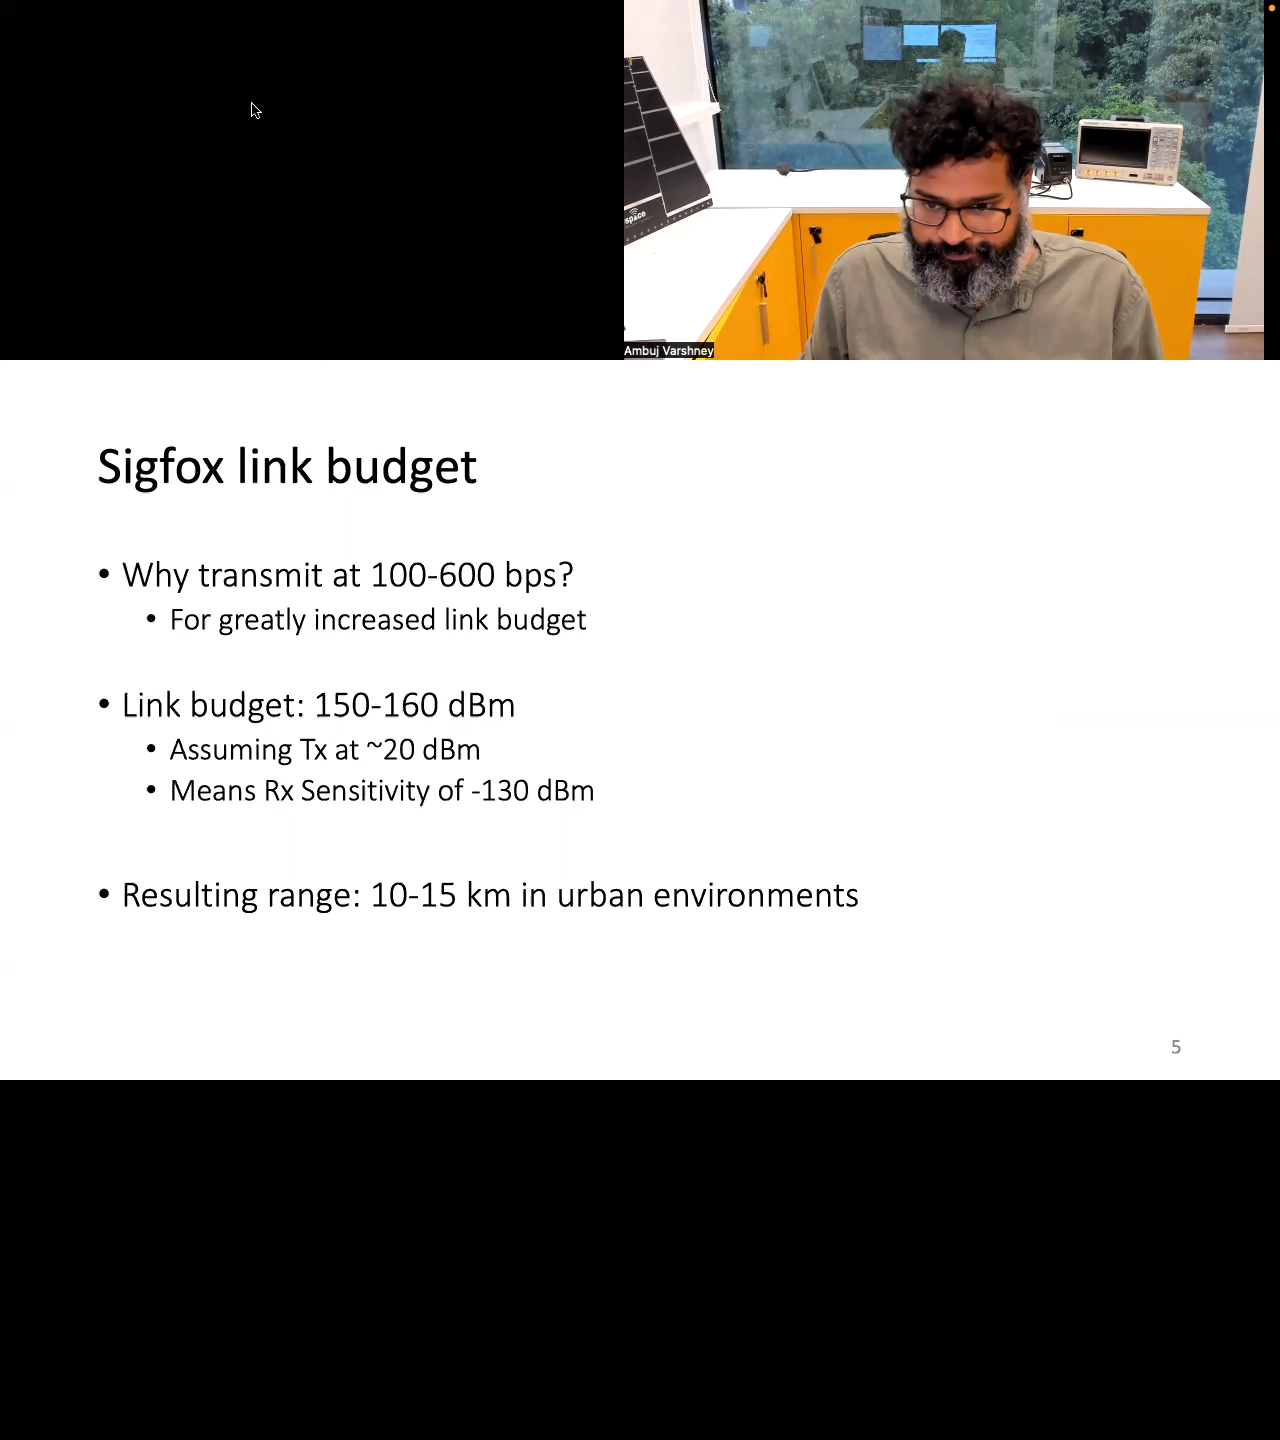 space
Ambuj Varshney
Sigfox link budget
• Why transmit at 100-600 bps?
• For greatly increased link budget
• Link budget: 150-160 dBm
• Assuming Tx at ~20 dBm
• Means Rx Sensitivity of -130 dBm
• Resulting range: 10-15 km in urban environments
5